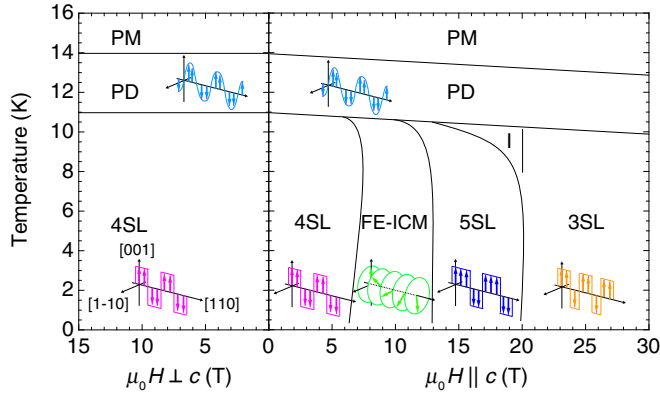 16
14
12
10
8
6
4
2
0
Temperature (K)
PM
PD
4SL
[001]
[1-10]
[110]
15
10
5
μ₀H ⊥ c (T)
PM
PD
I
4SL
FE-ICM
5SL
3SL
0
5
10
15
20
25
30
μ₀H || c (T)